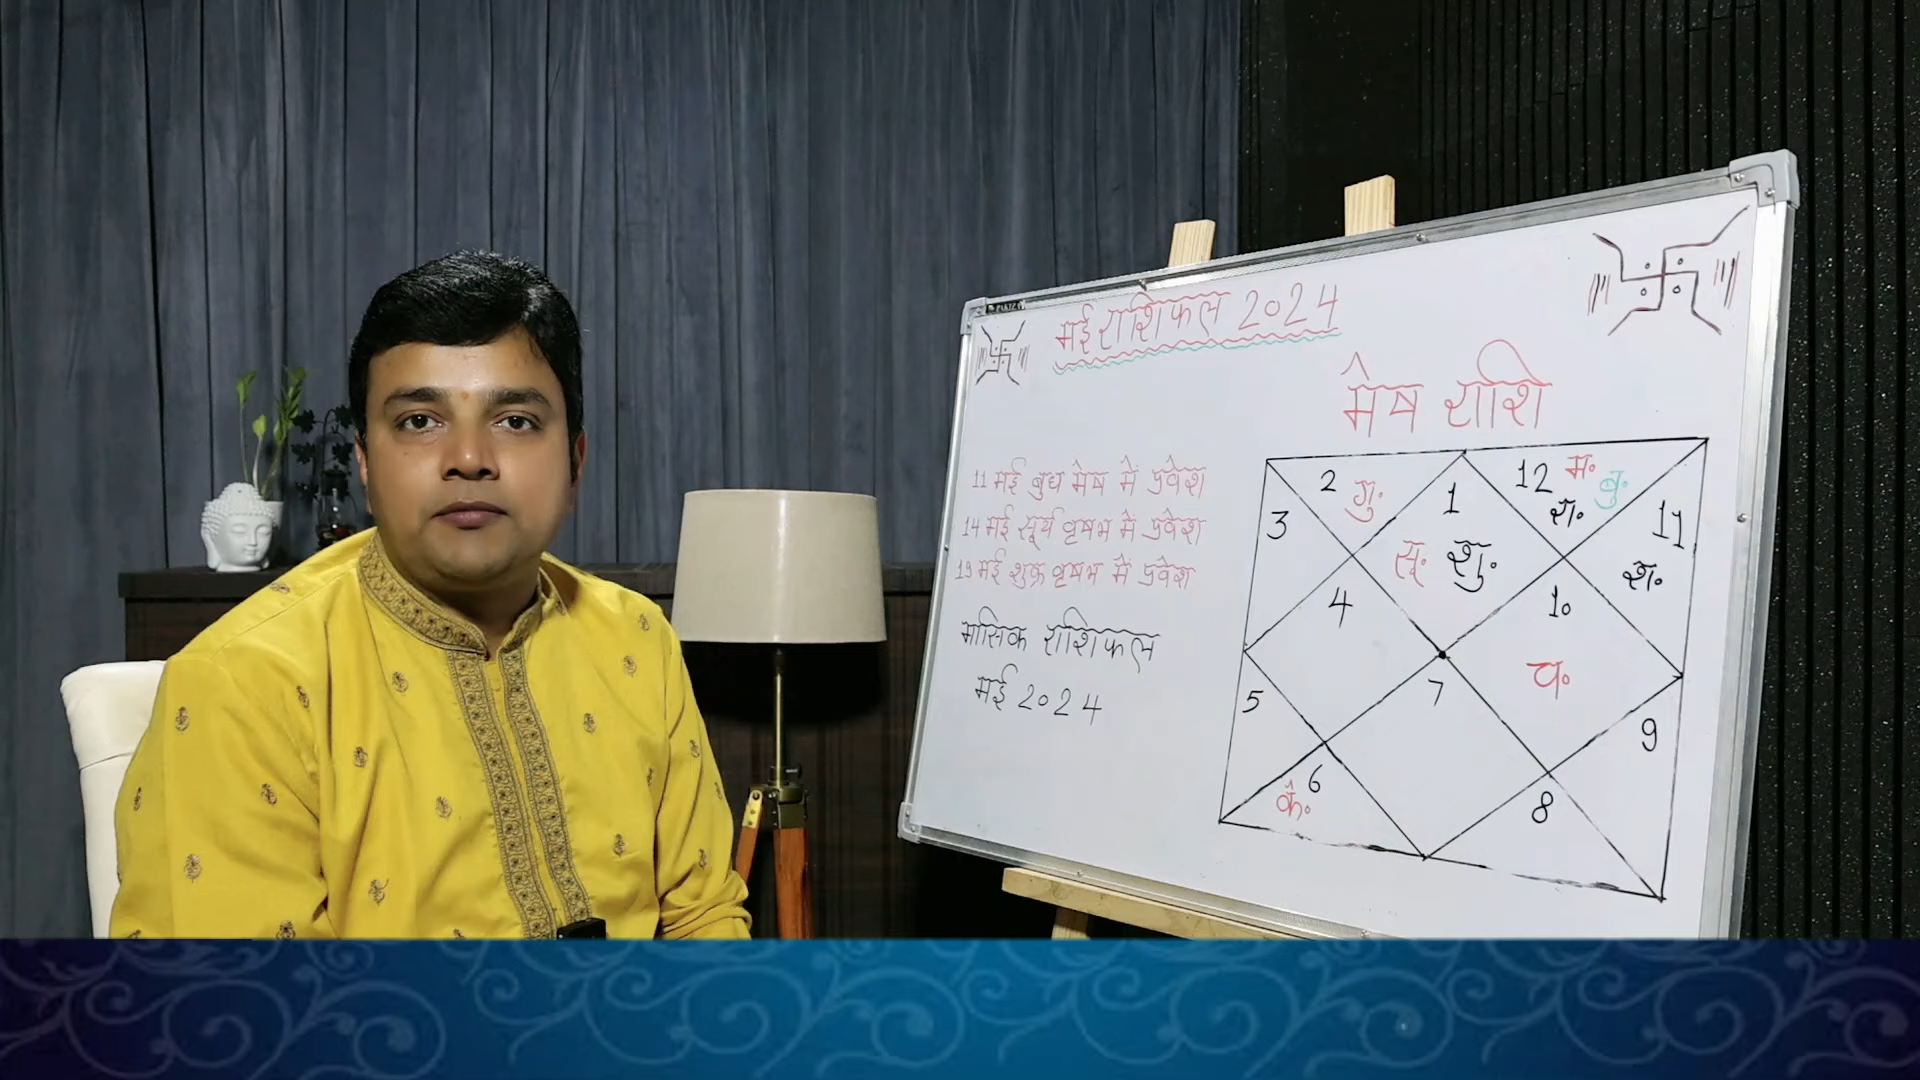 मई राशिफल 2024
मेष राशि
11 मई बुध मेष में प्रवेश
14 मई सूर्य वृषभ में प्रवेश
19 मई शुक्र वृषभ में प्रवेश
मासिक राशिफल
मई 2024
2 गु॰
1
सू॰ शु॰
12 मं॰ बु॰
रा॰
3
11
श॰
4
10
च॰
5
7
9
6
कें॰
8